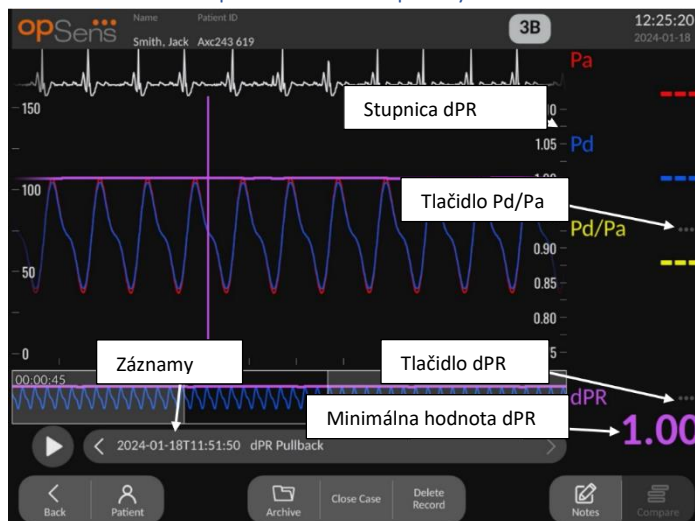 opSens
Name
Patient ID
Smith, Jack
Axc243 619
3B
12:25:20
2024-01-18
Pa
150
Stupnica dPR
1.05
Pd
100
Tlačidlo Pd/Pa
Pd/Pa
0.90
50
0.85
0.80
0
Záznamy
Tlačidlo dPR
00:00:45
dPR
Minimálna hodnota dPR
1.00
2024-01-18T11:51:50 dPR Pullback
Back
Patient
Archive
Close Case
Delete
Record
Notes
Compare